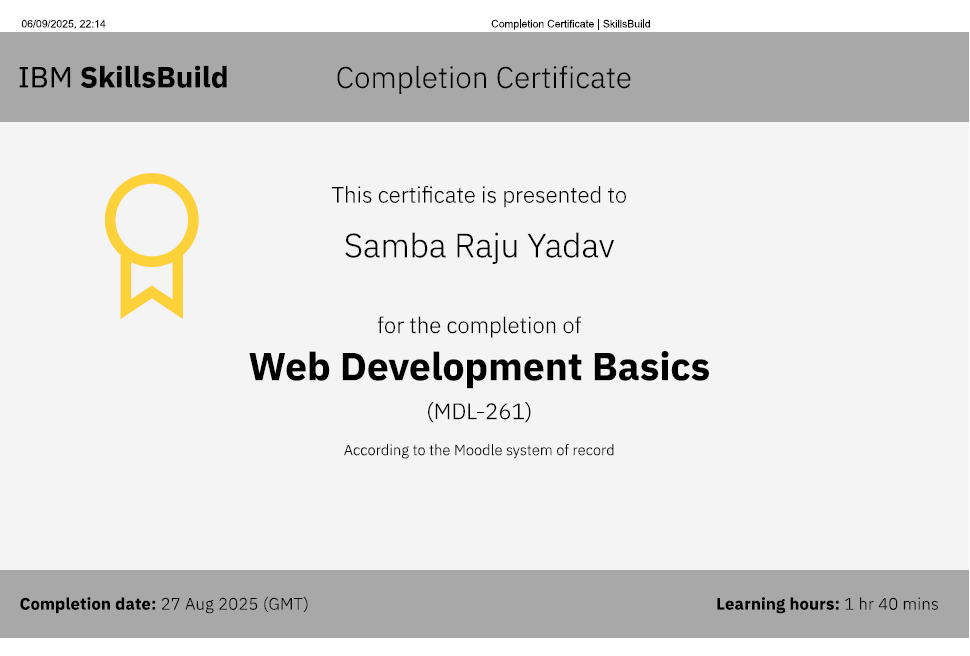 06/09/2025, 22:14 Completion Certificate | SkillsBuild
IBM SkillsBuild Completion Certificate
This certificate is presented to
Samba Raju Yadav
for the completion of
Web Development Basics
(MDL-261)
According to the Moodle system of record
Completion date: 27 Aug 2025 (GMT) Learning hours: 1 hr 40 mins